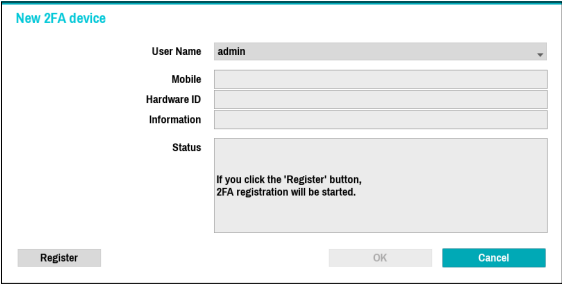 New 2FA device
User Name admin
Mobile
Hardware ID
Information
Status
If you click the 'Register' button,
2FA registration will be started.
Register OK Cancel